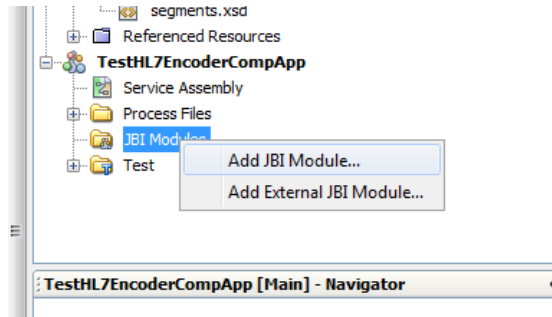 segments.xsd
Referenced Resources
TestHL7EncoderCompApp
Service Assembly
Process Files
JBI Modules
Add JBI Module...
Test
Add External JBI Module...
TestHL7EncoderCompApp [Main] - Navigator